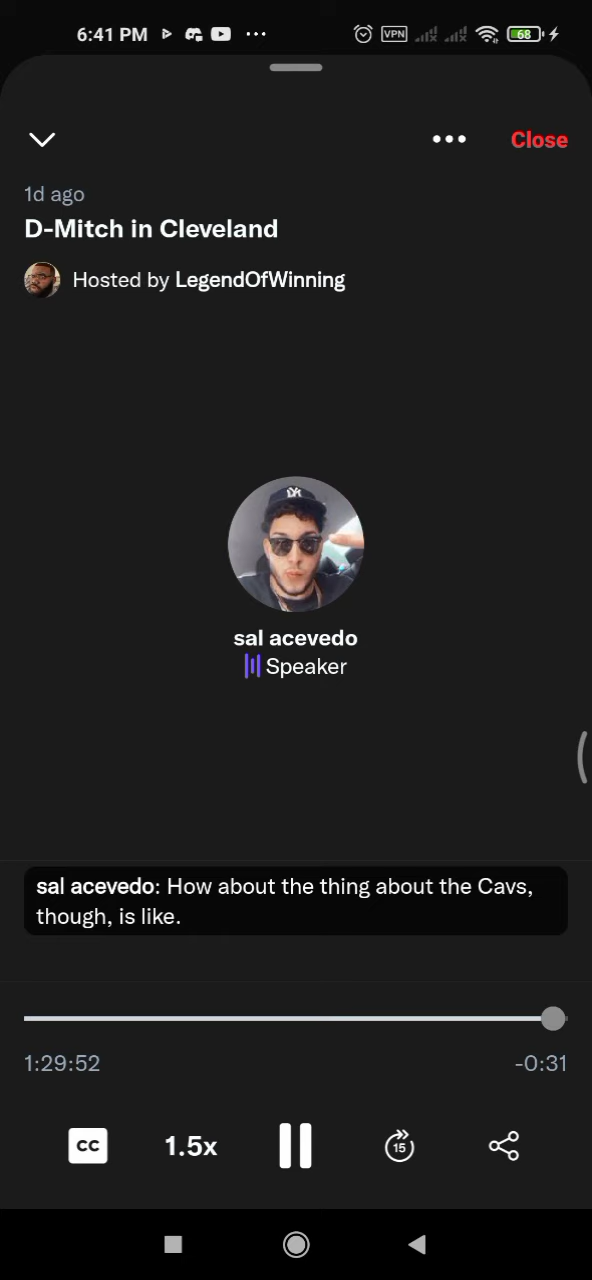 6:41 PM VPN 68
Close
1d ago
D-Mitch in Cleveland
Hosted by LegendOfWinning
sal acevedo
Speaker
sal acevedo: How about the thing about the Cavs,
though, is like.
1:29:52 -0:31
CC 1.5x 15